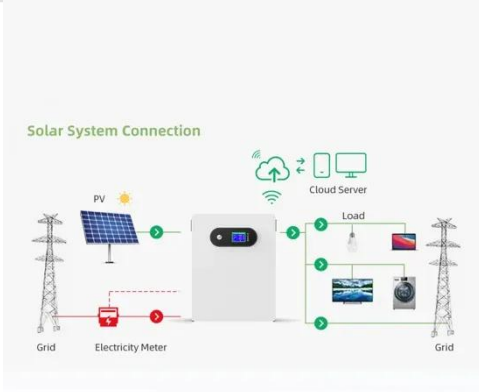 Solar System Connection
Cloud Server
PV
Load
Grid
Electricity Meter
Grid